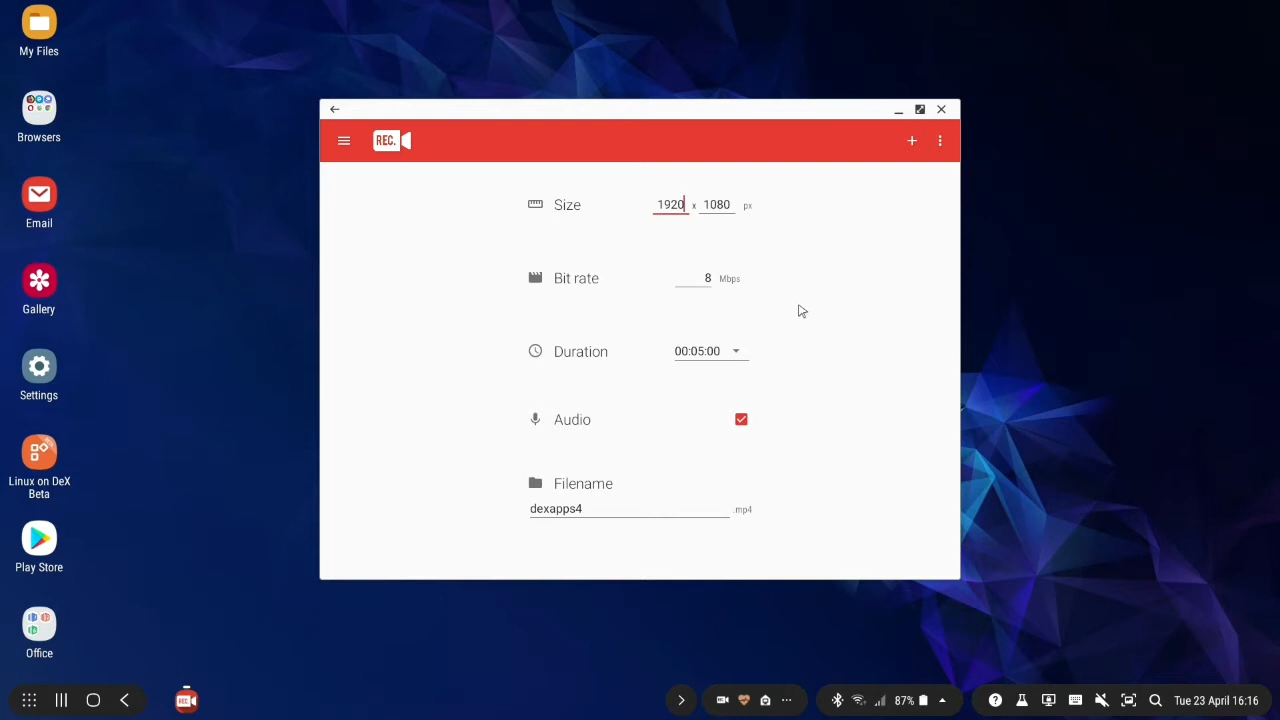 My Files
Browsers
Email
Gallery
Settings
Linux on DeX
Beta
Play Store
Office
REC.
Size 1920 x 1080 px
Bit rate 8 Mbps
Duration 00:05:00
Audio
Filename
dexapps4 .mp4
REC.
87%
Tue 23 April 16:16